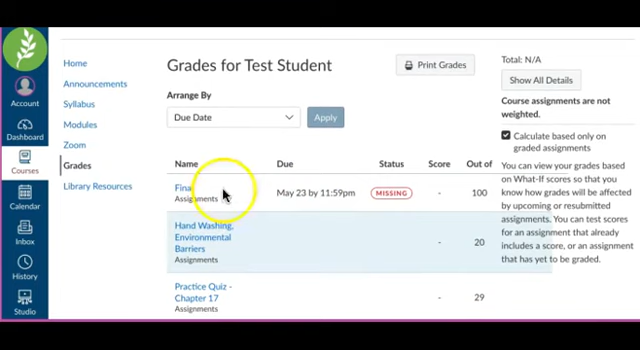 Account
Dashboard
Courses
Calendar
Inbox
History
Studio
Home
Announcements
Syllabus
Modules
Zoom
Grades
Library Resources
Grades for Test Student
Print Grades
Arrange By
Due Date
Apply
Name Due Status Score Out of
Final
Assignments
May 23 by 11:59pm MISSING - 100
Hand Washing,
Environmental
Barriers
Assignments
- 20
Practice Quiz -
Chapter 17
Assignments
- 29
Total: N/A
Show All Details
Course assignments are not
weighted.
Calculate based only on
graded assignments
You can view your grades based
on What-If scores so that you
know how grades will be affected
by upcoming or resubmitted
assignments. You can test scores
for an assignment that already
includes a score, or an assignment
that has yet to be graded.